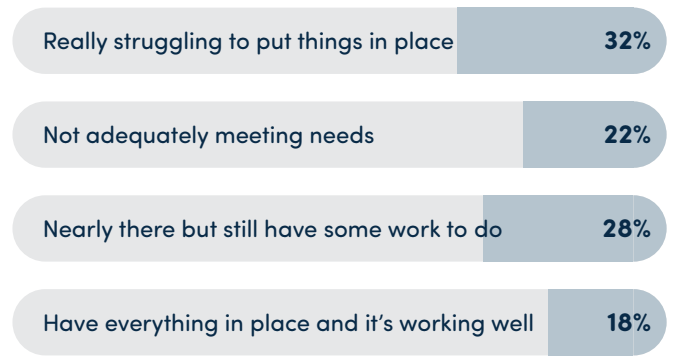 Really struggling to put things in place 32%
Not adequately meeting needs 22%
Nearly there but still have some work to do 28%
Have everything in place and it’s working well 18%